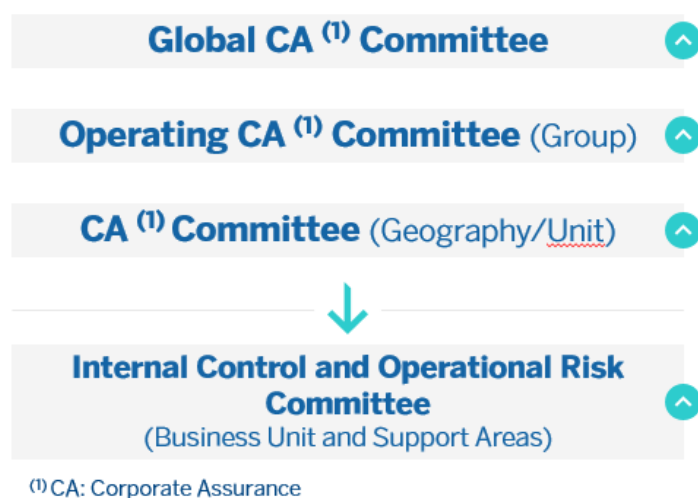 Global CA (1) Committee
Operating CA (1) Committee (Group)
CA (1) Committee (Geography/Unit)
Internal Control and Operational Risk
Committee
(Business Unit and Support Areas)
(1) CA: Corporate Assurance